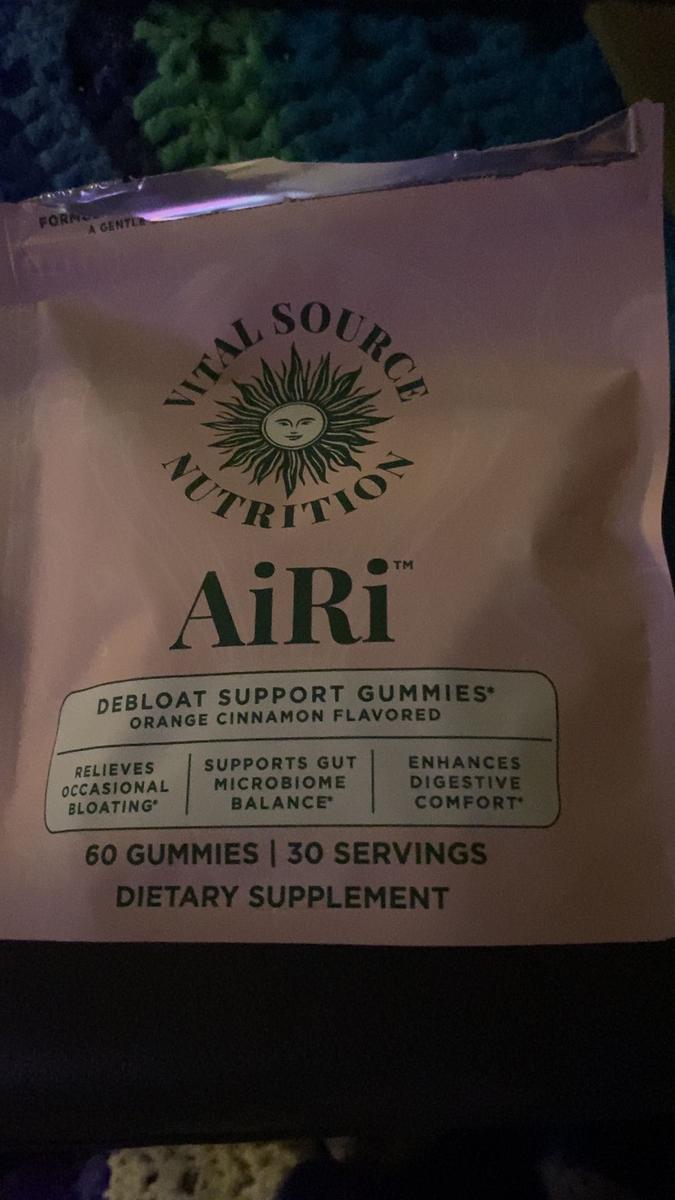 A GENTLE
VITAL SOURCE
NUTRITION
AiRi™
DEBLOAT SUPPORT GUMMIES*
ORANGE CINNAMON FLAVORED
RELIEVES
OCCASIONAL
BLOATING*
SUPPORTS GUT
MICROBIOME
BALANCE*
ENHANCES
DIGESTIVE
COMFORT*
60 GUMMIES | 30 SERVINGS
DIETARY SUPPLEMENT